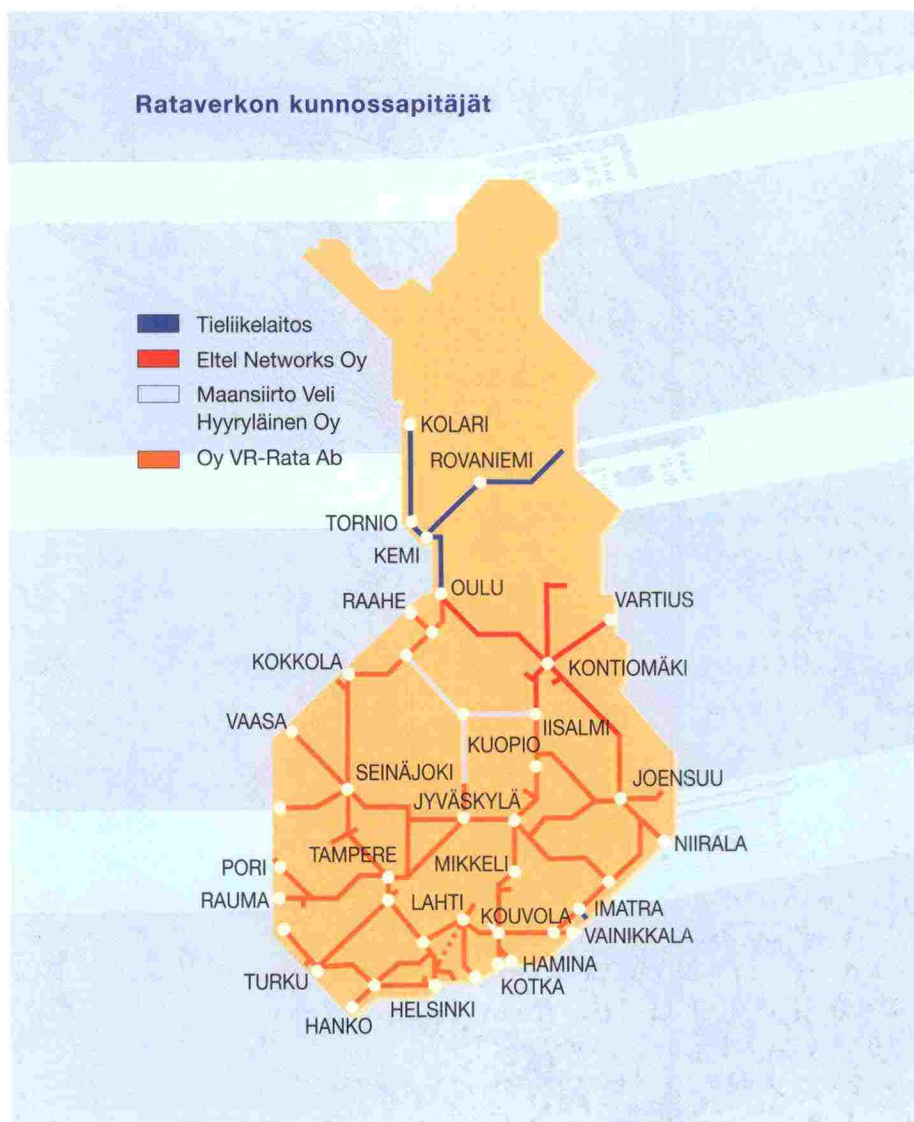 Rataverkon kunnossapitäjät
Tieliikelaitos
Eltel Networks Oy
Maansiirto Veli
Hyyryläinen Oy
Oy VR-Rata Ab
KOLARI
ROVANIEMI
TORNIO
KEMI
OULU
RAAHE
VARTIUS
KOKKOLA
KONTIOMÄKI
VAASA
IISALMI
KUOPIO
SEINÄJOKI
JOENSUU
JYVÄSKYLÄ
NIIRALA
TAMPERE
MIKKELI
PORI
RAUMA
LAHTI
KOUVOLA
IMATRA
VAINIKKALA
HAMINA
TURKU
KOTKA
HELSINKI
HANKO